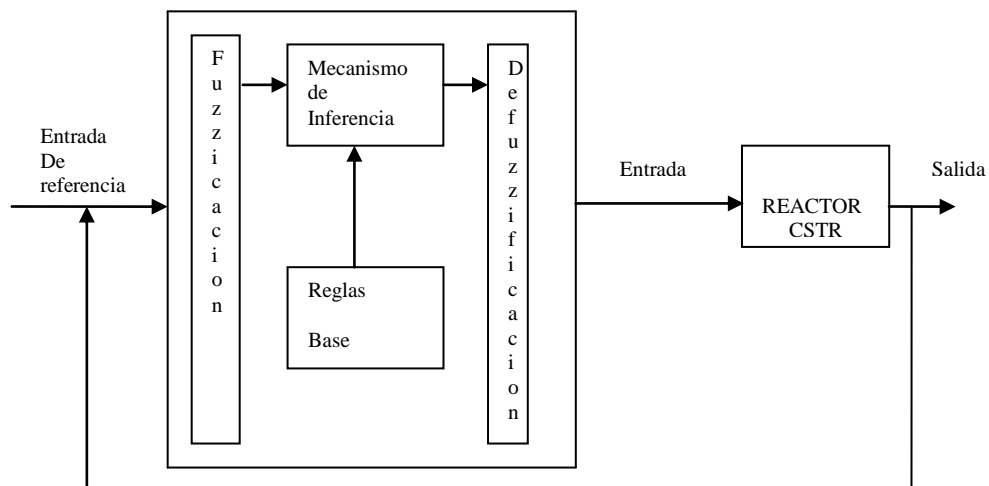 Fuzzicacion
Mecanismo
de
Inferencia
Defuzzificacion
Entrada
De
referencia
Entrada
REACTOR
CSTR
Salida
Reglas
Base